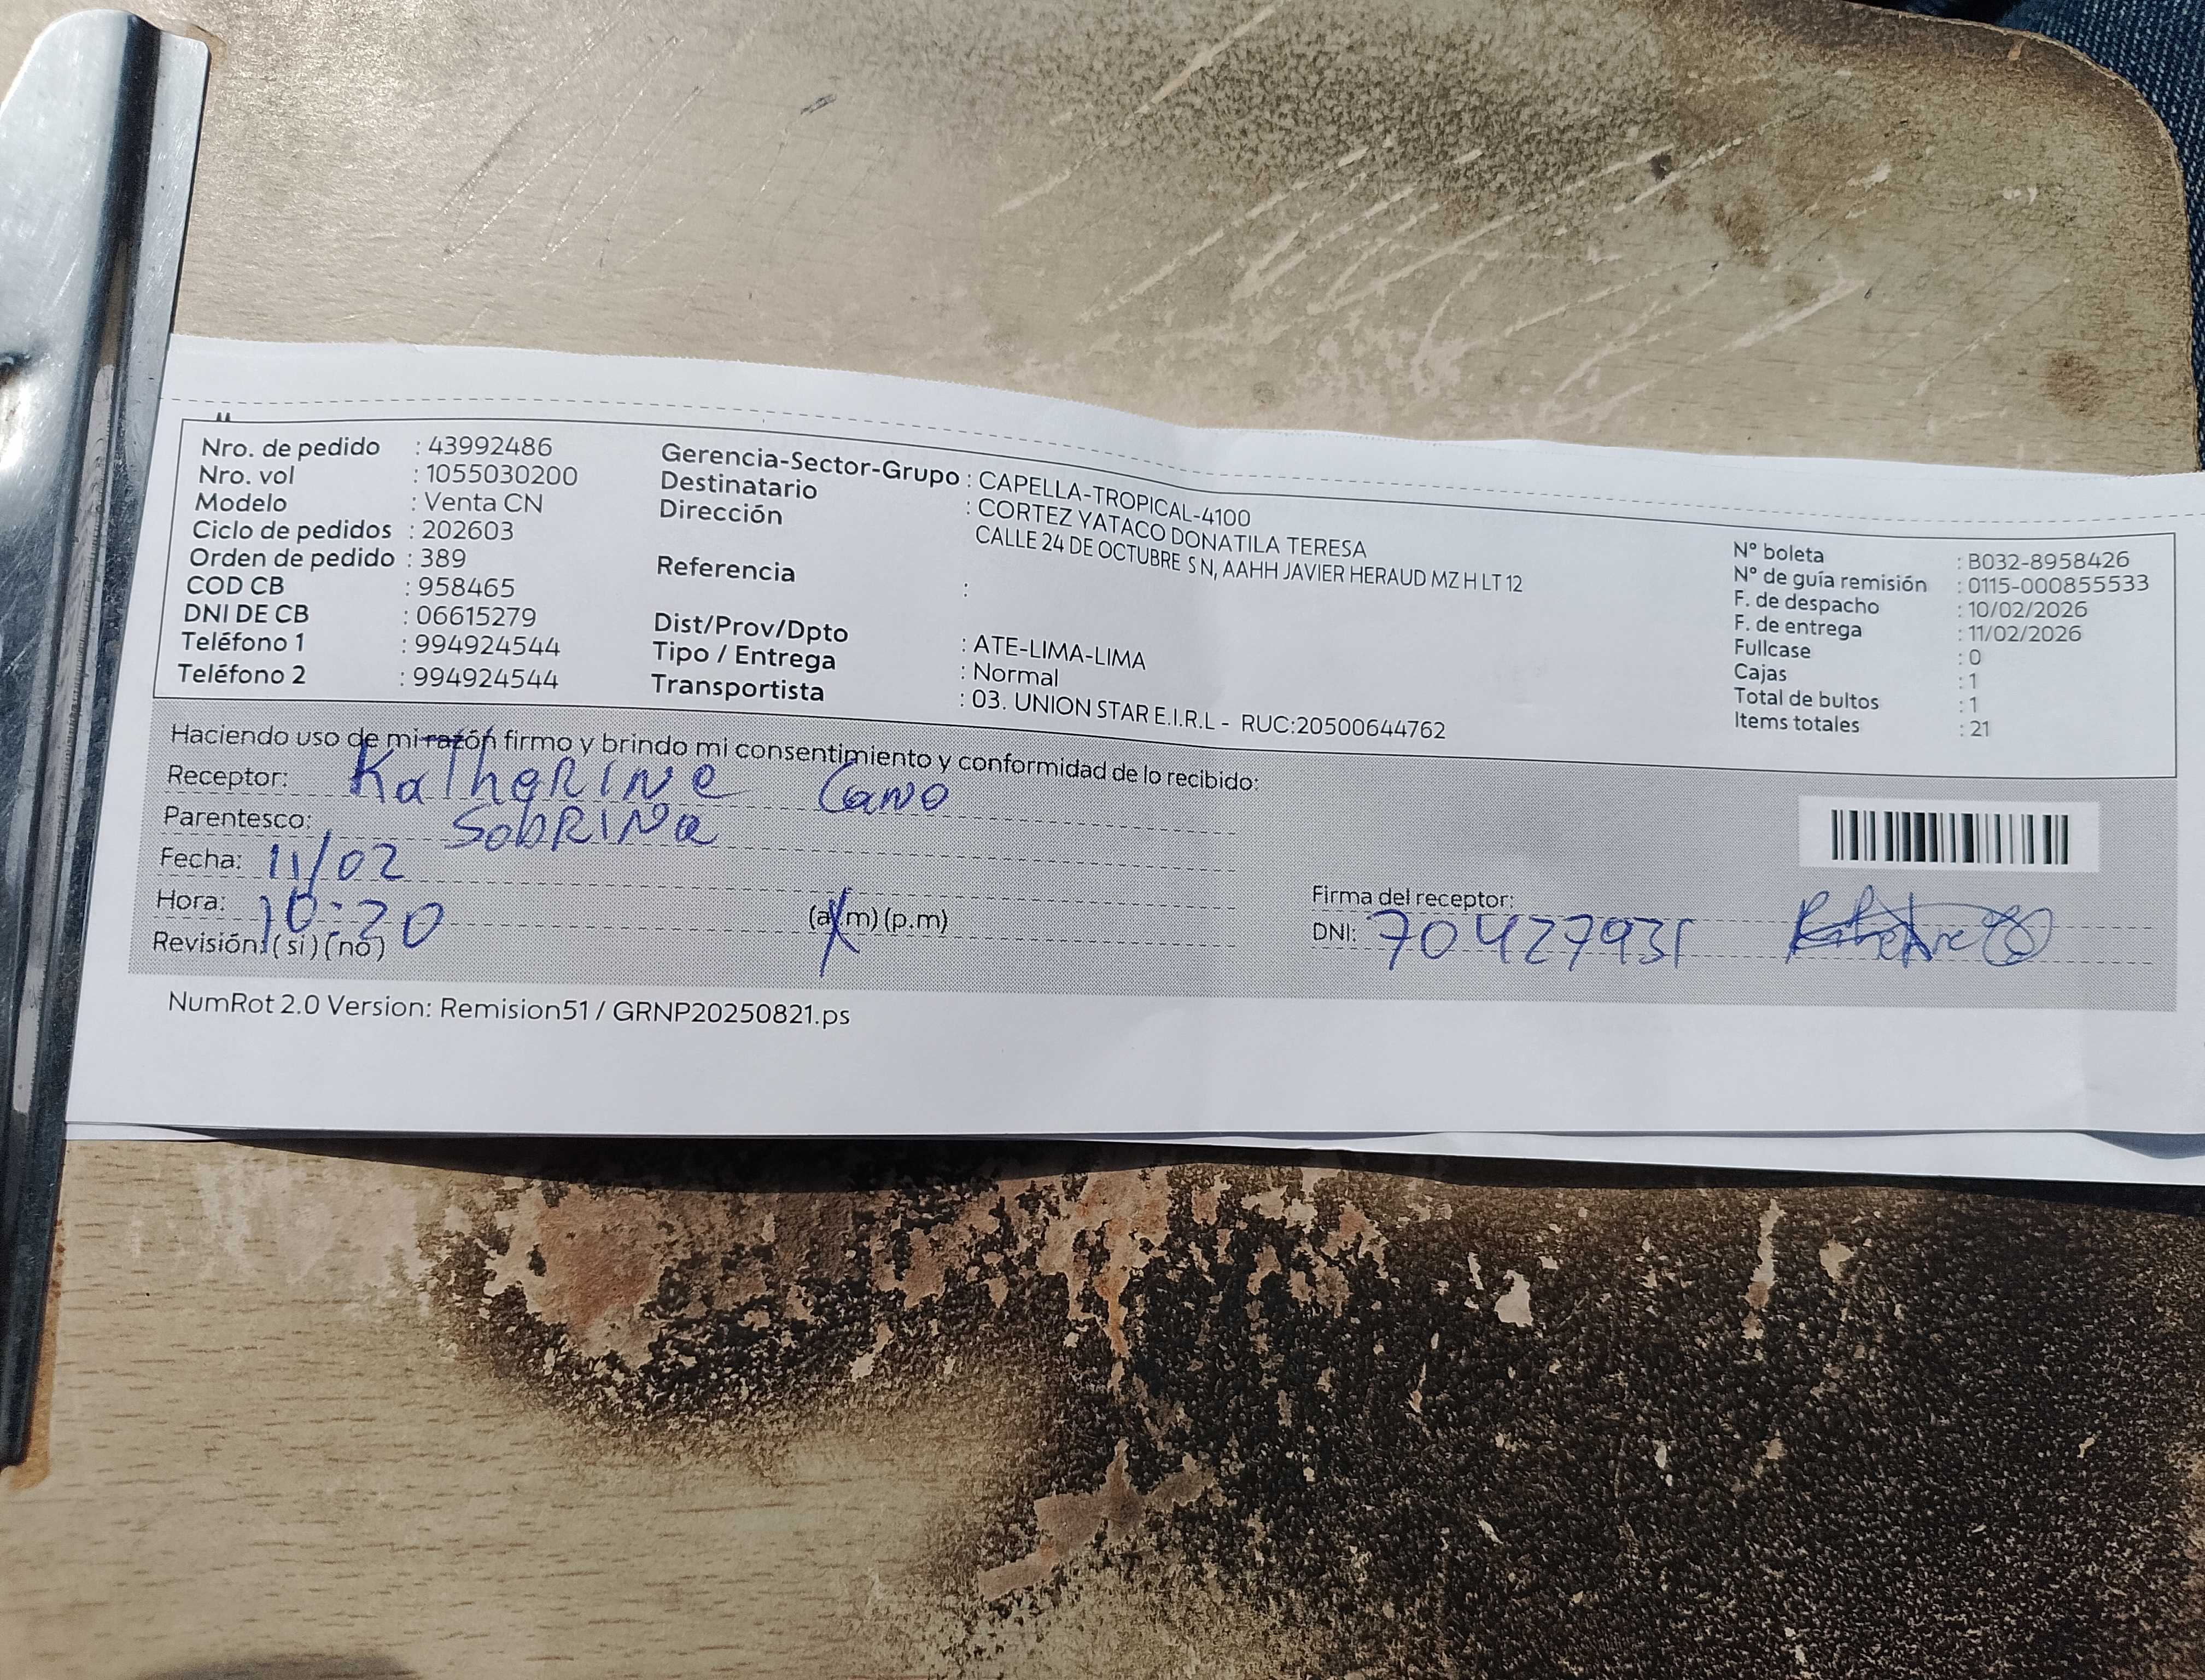 Nro. de pedido : 43992486
Nro. vol : 1055030200
Modelo : Venta CN
Ciclo de pedidos : 202603
Orden de pedido : 389
COD CB : 958465
DNI DE CB : 06615279
Teléfono 1 : 994924544
Teléfono 2 : 994924544
Gerencia-Sector-Grupo : CAPELLA-TROPICAL-4100
Destinatario : CORTEZ YATACO DONATILA TERESA
Dirección CALLE 24 DE OCTUBRE S N, AAHH JAVIER HERAUD MZ H LT 12
Referencia :
Dist/Prov/Dpto : ATE-LIMA-LIMA
Tipo / Entrega : Normal
Transportista : 03. UNION STAR E.I.R.L - RUC:20500644762
N° boleta : B032-8958426
N° de guía remisión : 0115-000855533
F. de despacho : 10/02/2026
F. de entrega : 11/02/2026
Fullcase : 0
Cajas : 1
Total de bultos : 1
Items totales : 21
Haciendo uso de mi razón firmo y brindo mi consentimiento y conformidad de lo recibido:
Receptor: Katherine Cano
Parentesco: Sobrina
Fecha: 11/02
Hora: 10:20 (a.m) (p.m)
Revisión: (si) (no)
Firma del receptor:
DNI:
NumRot 2.0 Version: Remision51 / GRNP20250821.ps